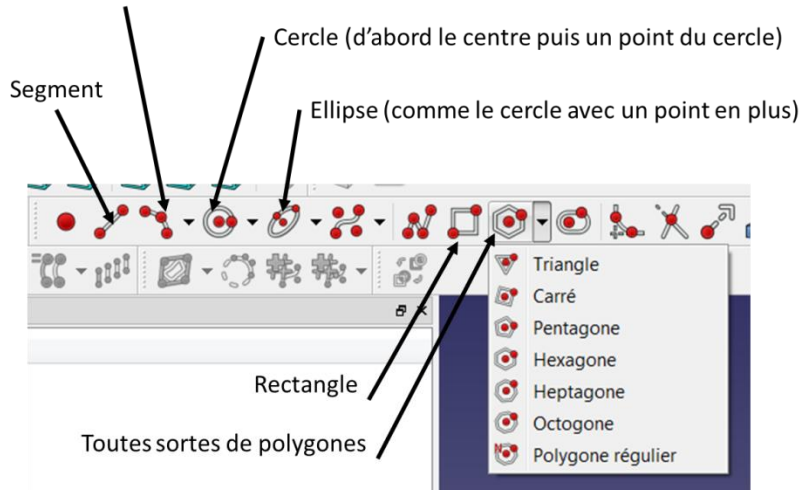 Cercle (d'abord le centre puis un point du cercle)
Segment
Ellipse (comme le cercle avec un point en plus)
Triangle
Carré
Pentagone
Hexagone
Heptagone
Octogone
Polygone régulier
Rectangle
Toutes sortes de polygones